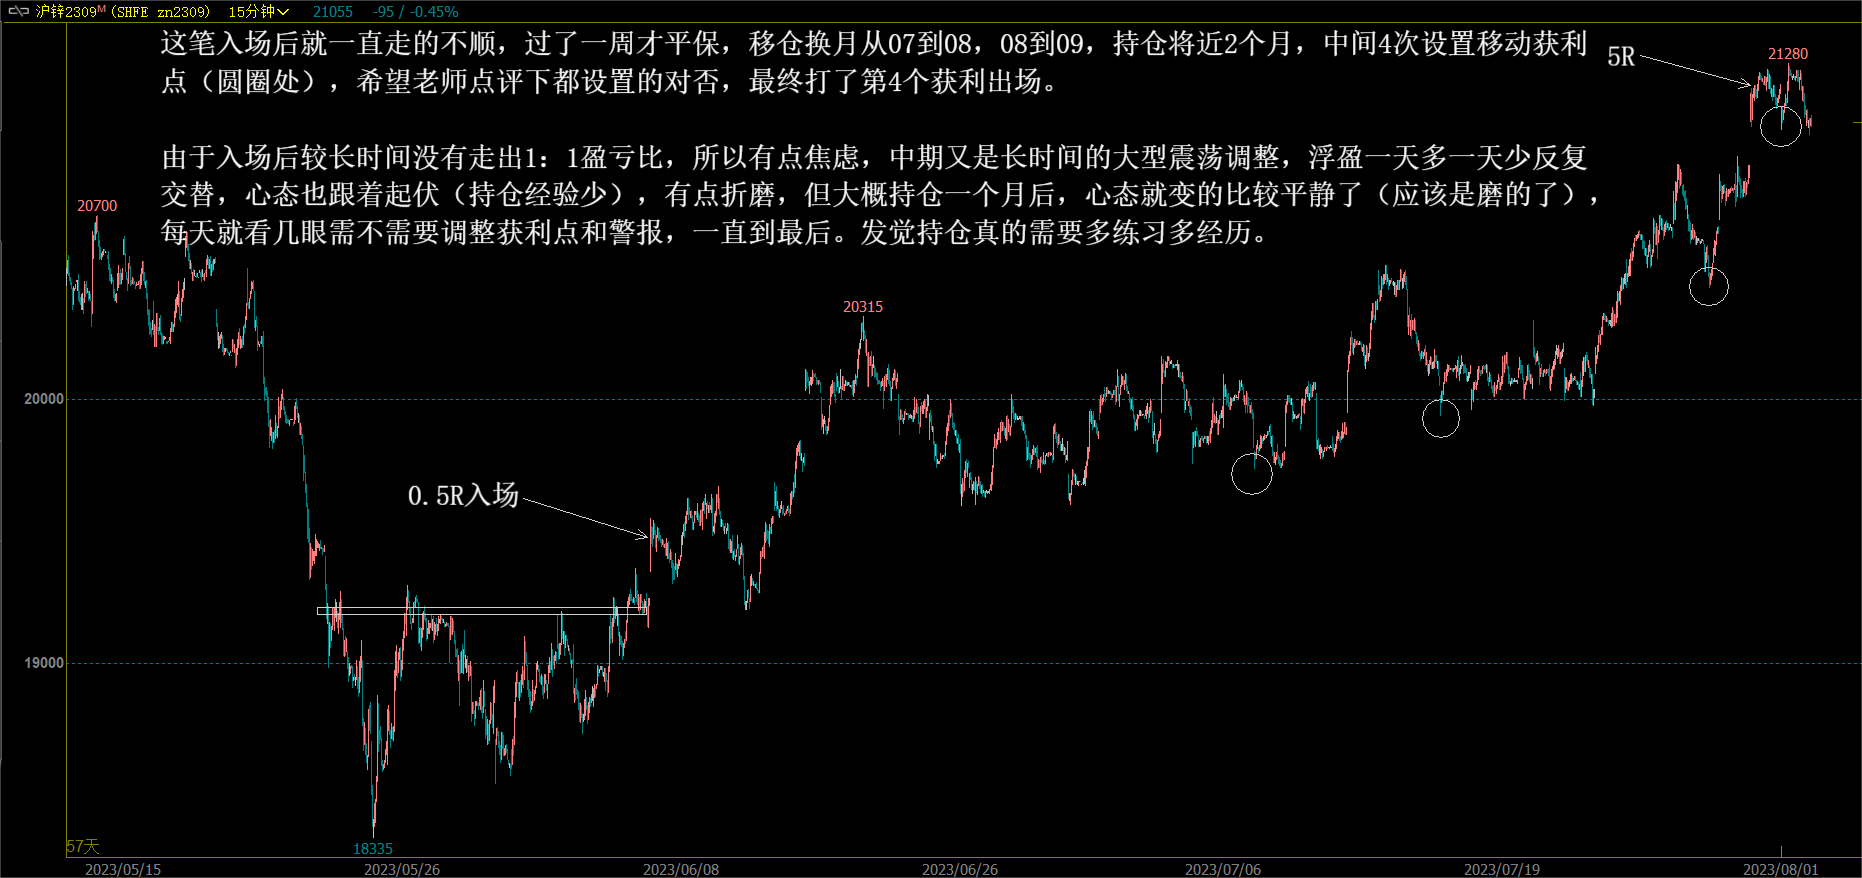 沪锌2309M (SHFE zn2309) 15分钟 21055 -95 / -0.45%
这笔入场后就一直走的不顺，过了一周才平保，移仓换月从07到08，08到09，持仓将近2个月，中间4次设置移动获利
点（圆圈处），希望老师点评下都设置的对否，最终打了第4个获利出场。
5R
21280
由于入场后较长时间没有走出1：1盈亏比，所以有点焦虑，中期又是长时间的大型震荡调整，浮盈一天多一天少反复
交替，心态也跟着起伏（持仓经验少），有点折磨，但大概持仓一个月后，心态就变的比较平静了（应该是磨的了），
每天就看几眼需不需要调整获利点和警报，一直到最后。发觉持仓真的需要多练习多经历。
20700
20315
20000
0.5R入场
19000
18335
57天
2023/05/15 2023/05/26 2023/06/08 2023/06/26 2023/07/06 2023/07/19 2023/08/01